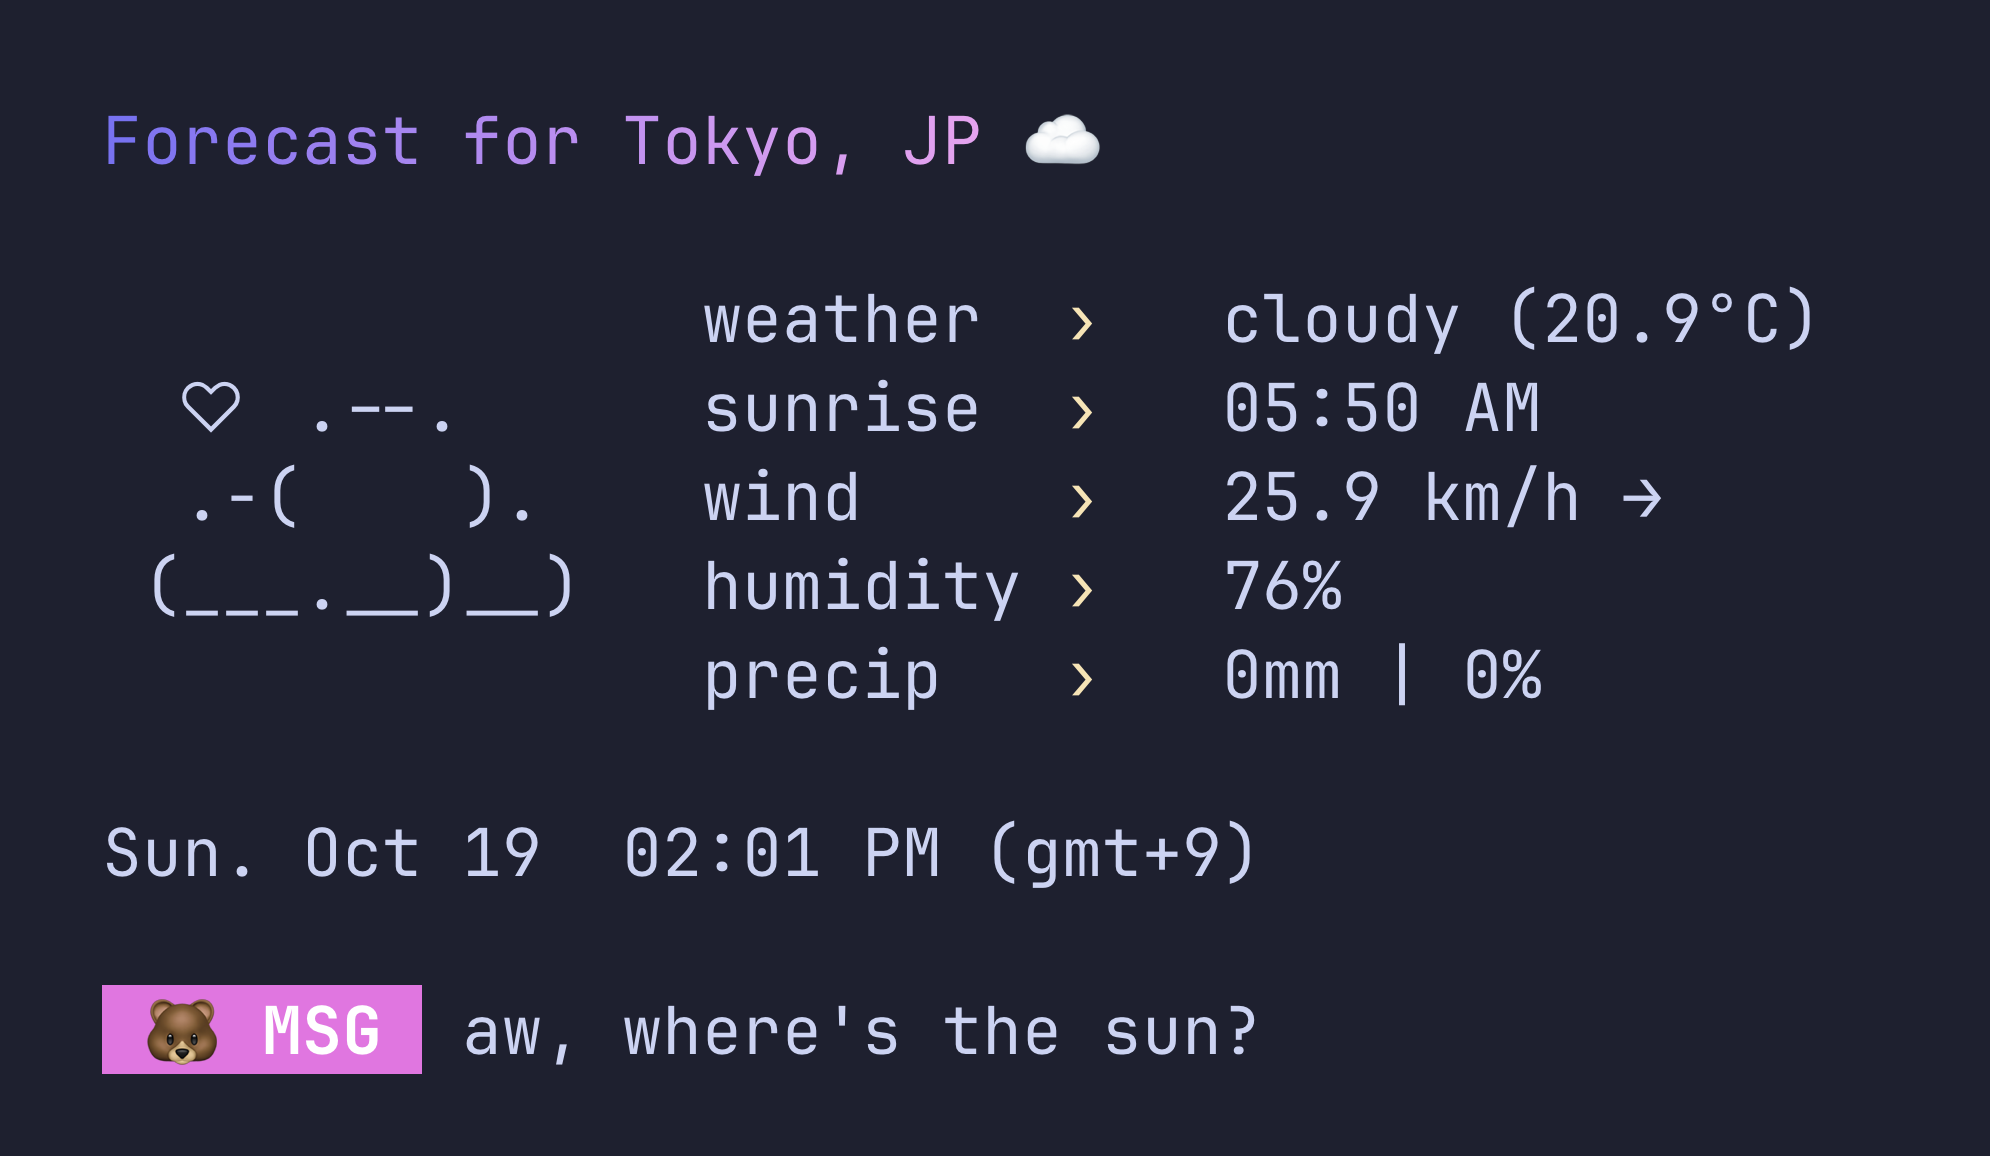 Forecast for Tokyo, JP ☁️
weather › cloudy (20.9°C)
♡ .--. sunrise › 05:50 AM
.-(    ). wind › 25.9 km/h →
(___.__)__) humidity › 76%
precip › 0mm | 0%
Sun. Oct 19  02:01 PM (gmt+9)
🐻 MSG aw, where's the sun?